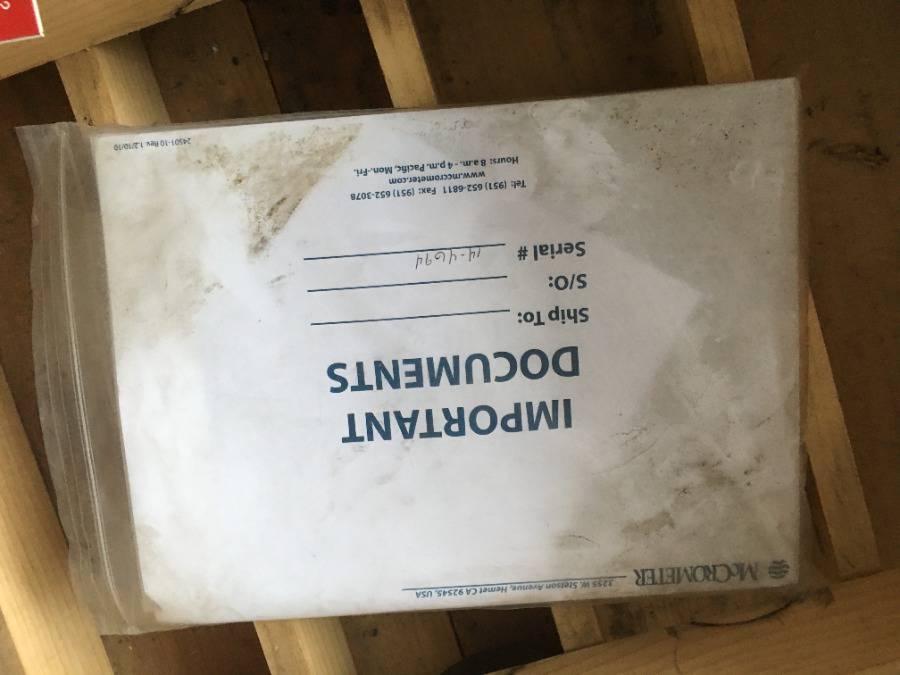 McCROMETER
3255 W. Stetson Avenue, Hemet CA 92545, USA
IMPORTANT
DOCUMENTS
Ship To:
S/O:
Serial # 14-4694
Tel: (951) 652-6811 Fax: (951) 652-3078
www.mccrometer.com
Hours: 8 a.m. - 4 p.m. Pacific, Mon.-Fri.
24501-10 Rev. 1.2/10/10
2